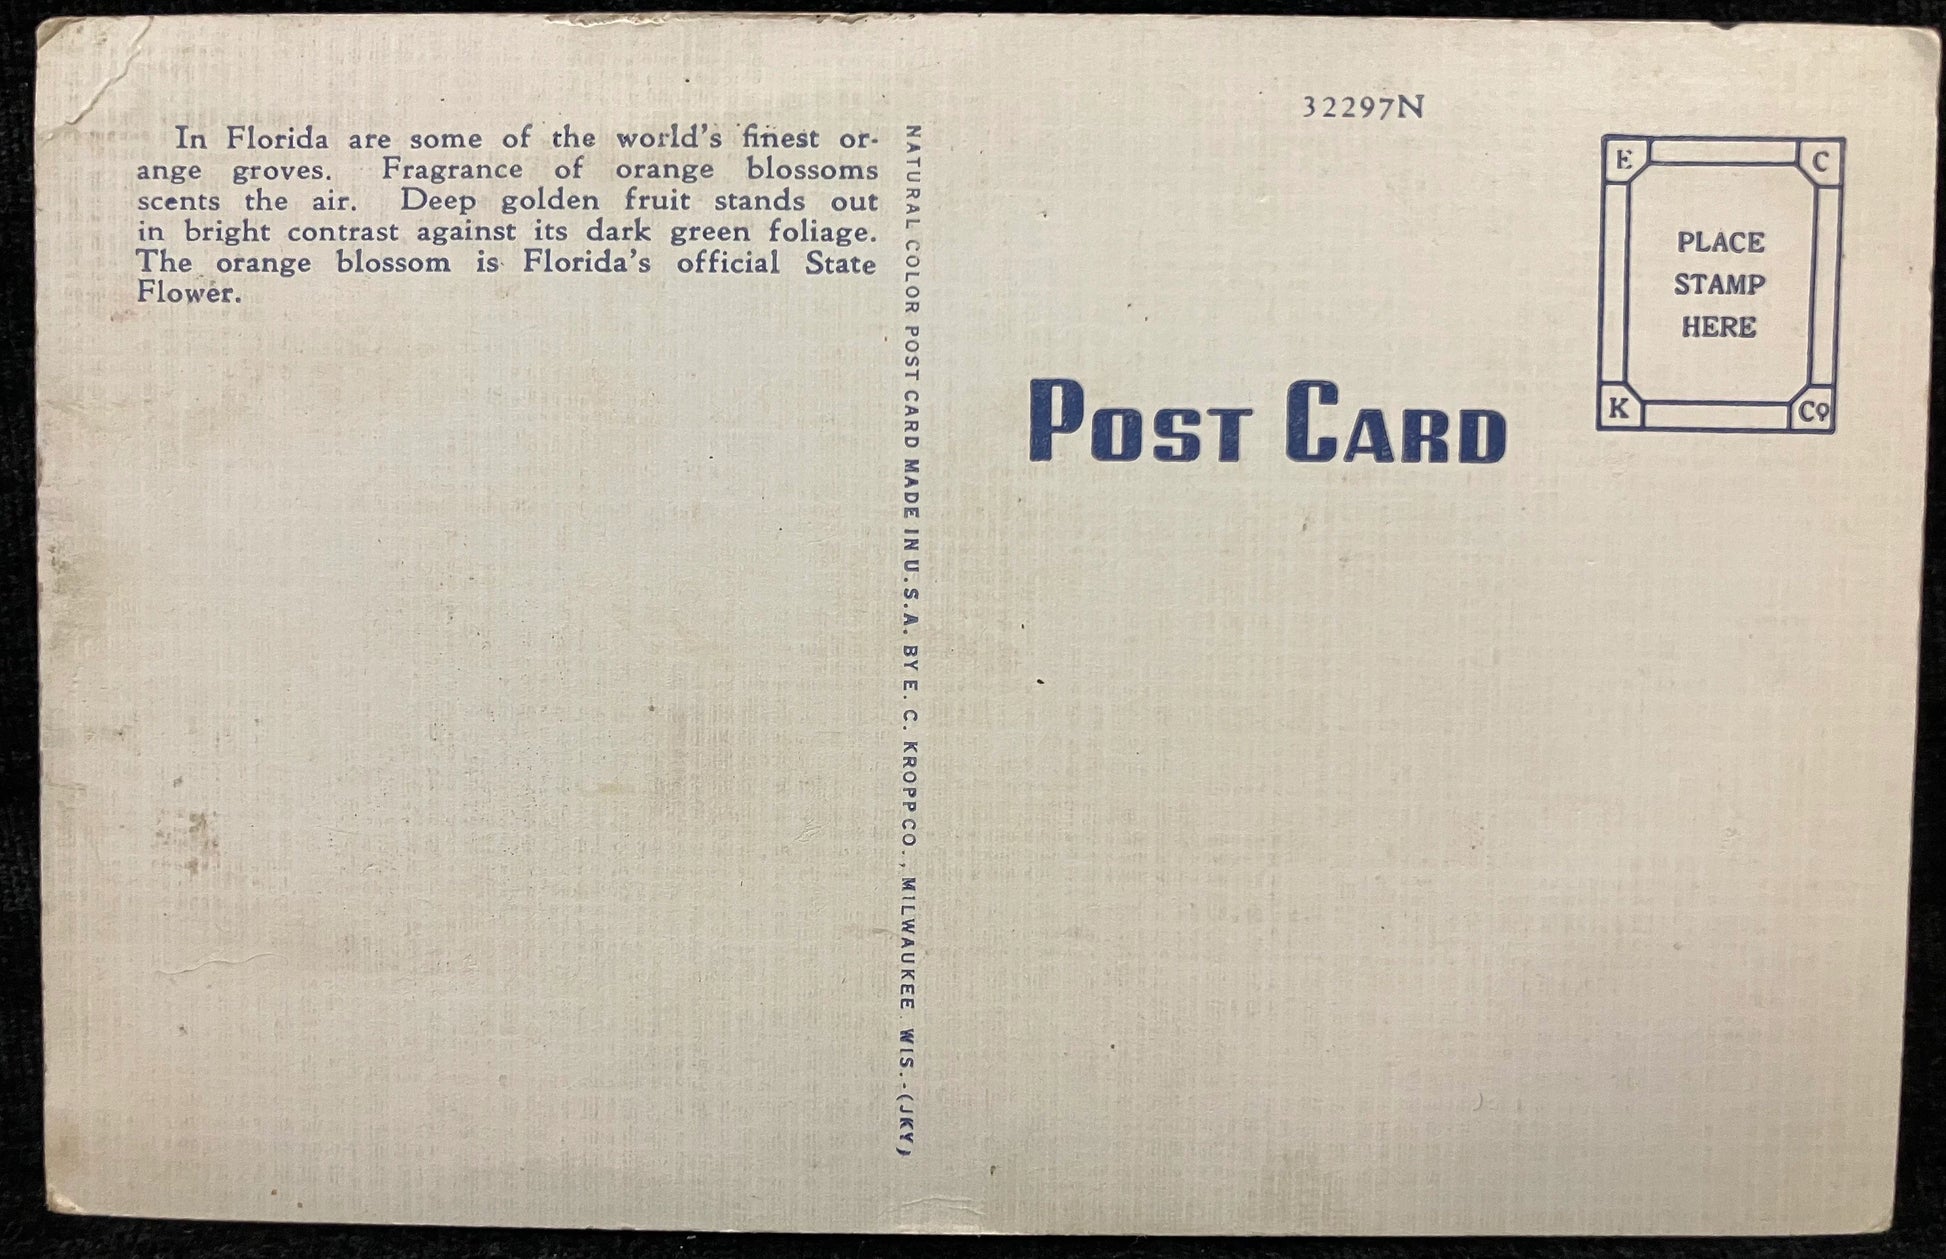 In Florida are some of the world's finest or-
ange groves. Fragrance of orange blossoms
scents the air. Deep golden fruit stands out
in bright contrast against its dark green foliage.
The orange blossom is Florida's official State
Flower.
NATURAL COLOR POST CARD MADE IN U.S.A. BY E. C. KROPP CO., MILWAUKEE WIS.-(JKY)
32297N
E C
PLACE
STAMP
HERE
K Co
POST CARD